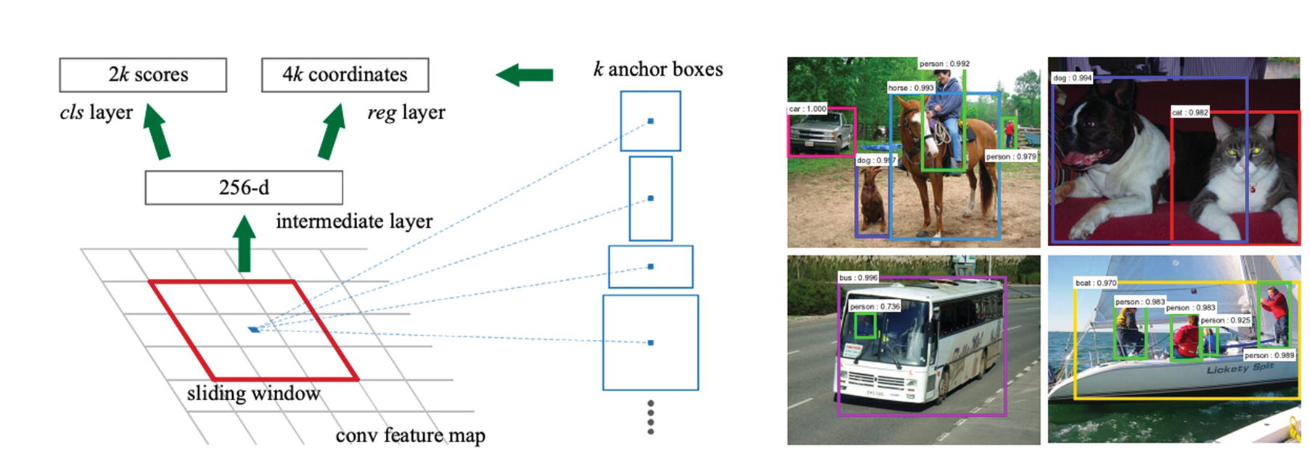 2k scores
4k coordinates
k anchor boxes
cls layer
reg layer
256-d
intermediate layer
sliding window
conv feature map
person : 0.992
horse : 0.993
car : 1.000
dog : 0.997
person : 0.979
dog : 0.994
cat : 0.982
bus : 0.996
person : 0.736
boat : 0.970
person : 0.983
person : 0.983
person : 0.925
person : 0.989
Lickety Split